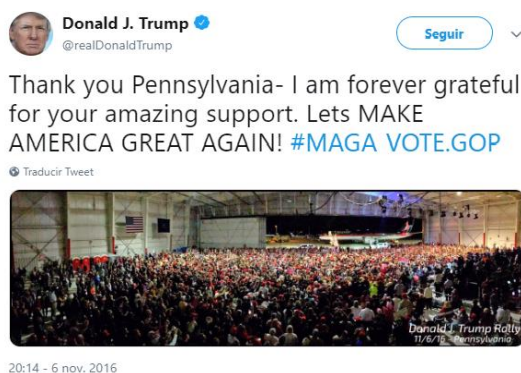 Donald J. Trump
@realDonaldTrump
Seguir
Thank you Pennsylvania- I am forever grateful
for your amazing support. Lets MAKE
AMERICA GREAT AGAIN! #MAGA VOTE.GOP
Traducir Tweet
Donald J. Trump Rally
11/6/16 - Pennsylvania
20:14 - 6 nov. 2016